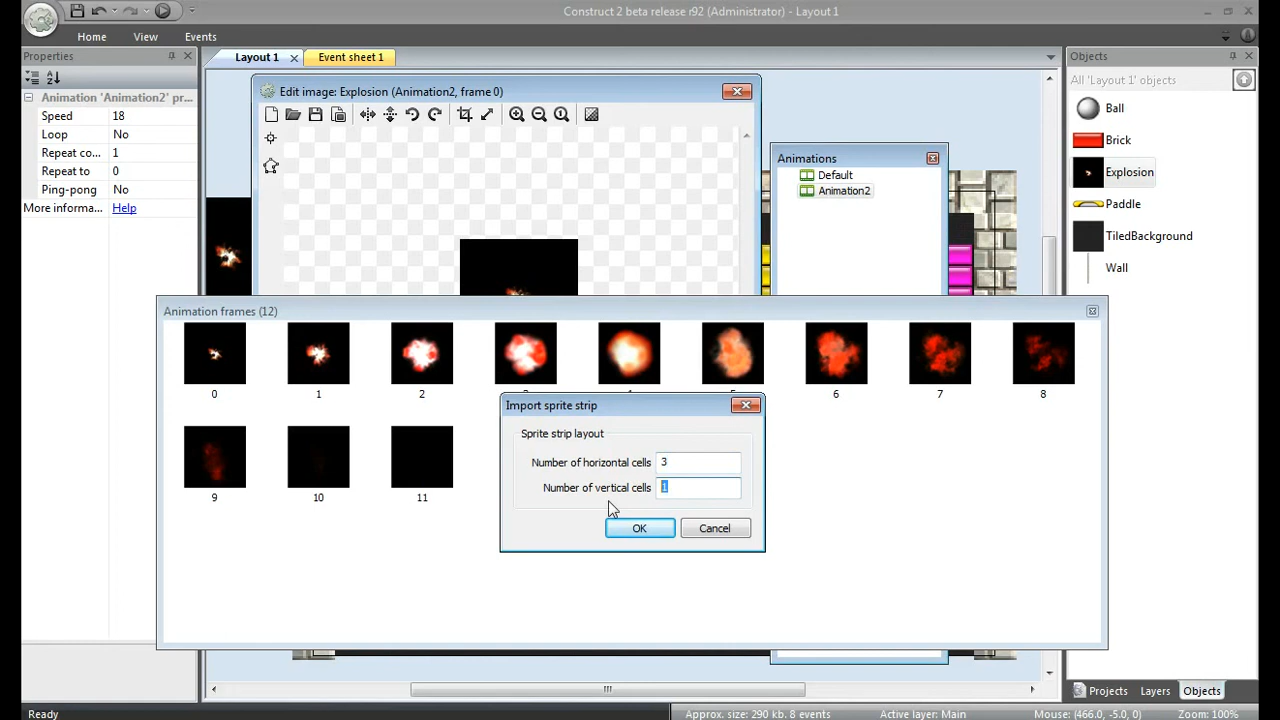 Construct 2 beta release r92 (Administrator) - Layout 1
Home View Events
Properties
Layout 1
Event sheet 1
Objects
Animation 'Animation2' pr...
Speed 18
Loop No
Repeat co... 1
Repeat to 0
Ping-pong No
More informa... Help
Edit image: Explosion (Animation2, frame 0)
Animations
Default
Animation2
All 'Layout 1' objects
Ball
Brick
Explosion
Paddle
TiledBackground
Wall
Animation frames (12)
0 1 2 6 7 8
9 10 11
Import sprite strip
Sprite strip layout
Number of horizontal cells 3
Number of vertical cells 1
OK Cancel
Projects Layers Objects
Ready
Approx. size: 290 kb. 8 events
Active layer: Main
Mouse: (466.0, -5.0, 0)
Zoom: 100%